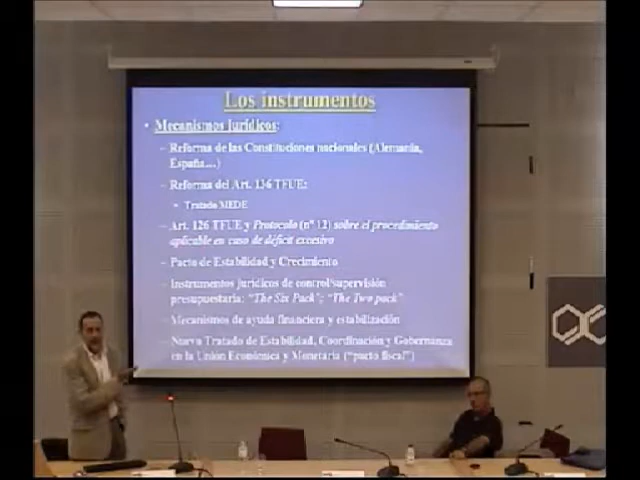 Los instrumentos
• Mecanismos jurídicos:
– Reforma de las Constituciones nacionales (Alemania,
España....)
– Reforma del Art. 136 TFUE:
• Tratado MEDE
– Art. 126 TFUE y Protocolo (nº 12) sobre el procedimiento
aplicable en caso de déficit excesivo
– Pacto de Estabilidad y Crecimiento
– Instrumentos jurídicos de control/supervisión
presupuestaria: "The Six Pack"; "The Two pack"
– Mecanismos de ayuda financiera y estabilización
– Nuevo Tratado de Estabilidad, Coordinación y Gobernanza
en la Unión Económica y Monetaria ("pacto fiscal")